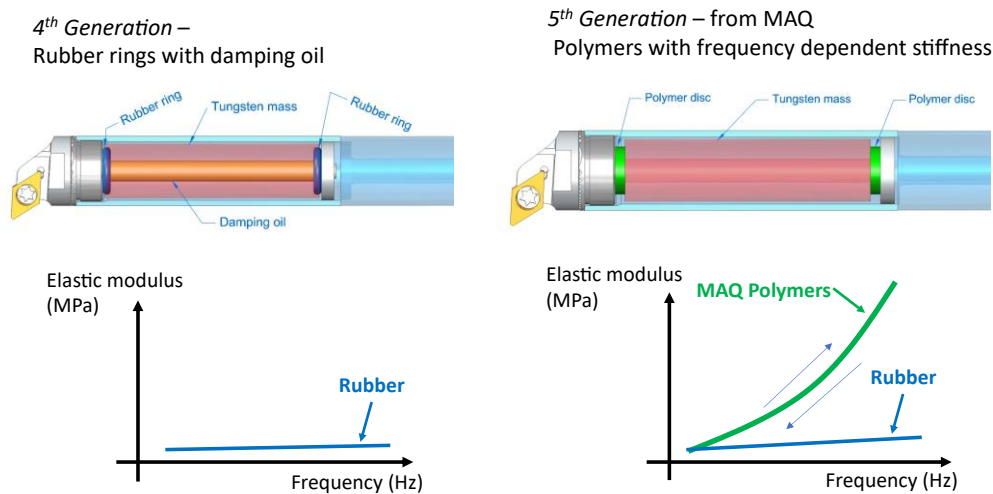 4th Generation –
Rubber rings with damping oil
Rubber ring
Tungsten mass
Rubber ring
Damping oil
Elastic modulus
(MPa)
Rubber
Frequency (Hz)
5th Generation – from MAQ
Polymers with frequency dependent stiffness
Polymer disc
Tungsten mass
Polymer disc
Elastic modulus
(MPa)
MAQ Polymers
Rubber
Frequency (Hz)